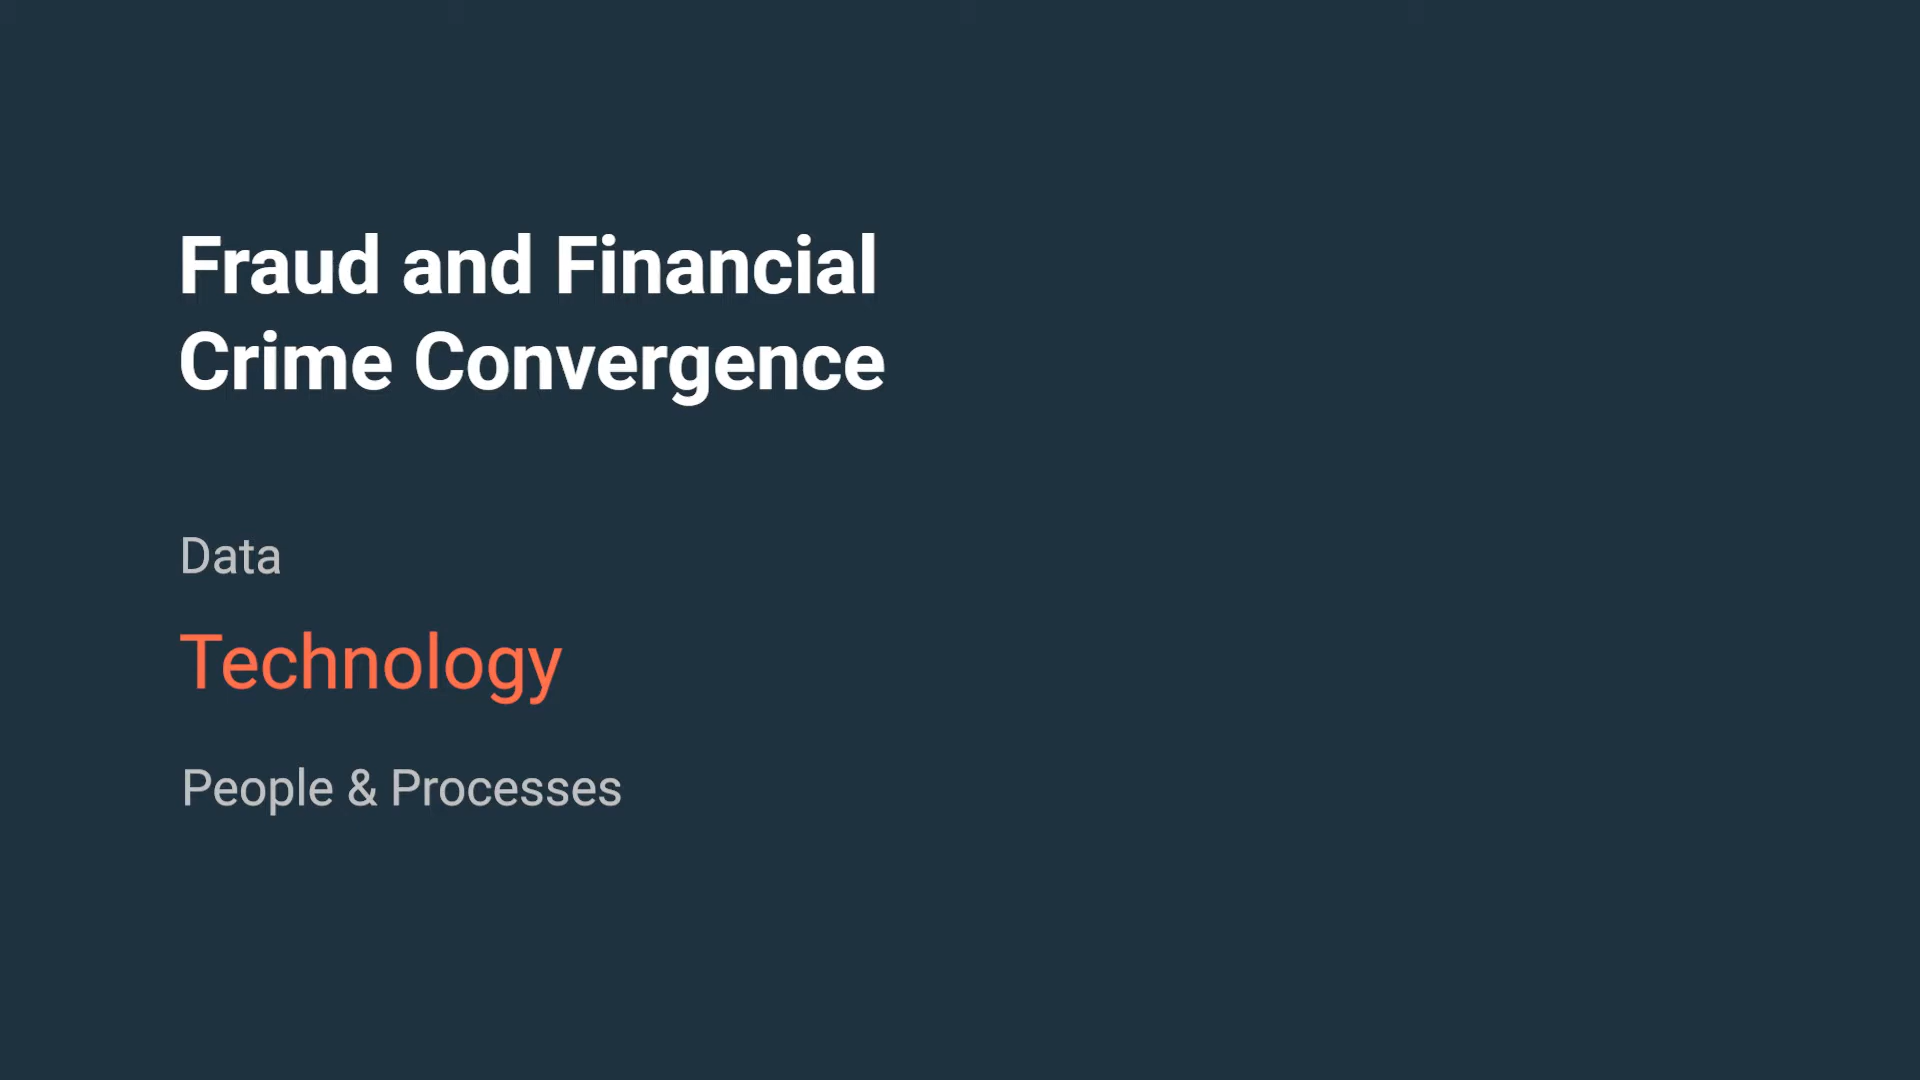 Fraud and Financial
Crime Convergence
Data
Technology
People & Processes